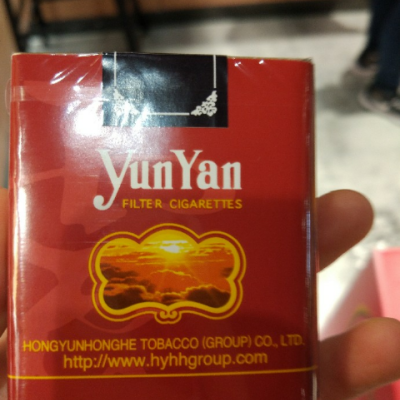 YunYan
FILTER CIGARETTES
HONGYUNHONGHE TOBACCO (GROUP) CO., LTD.
http://www.hyhhgroup.com